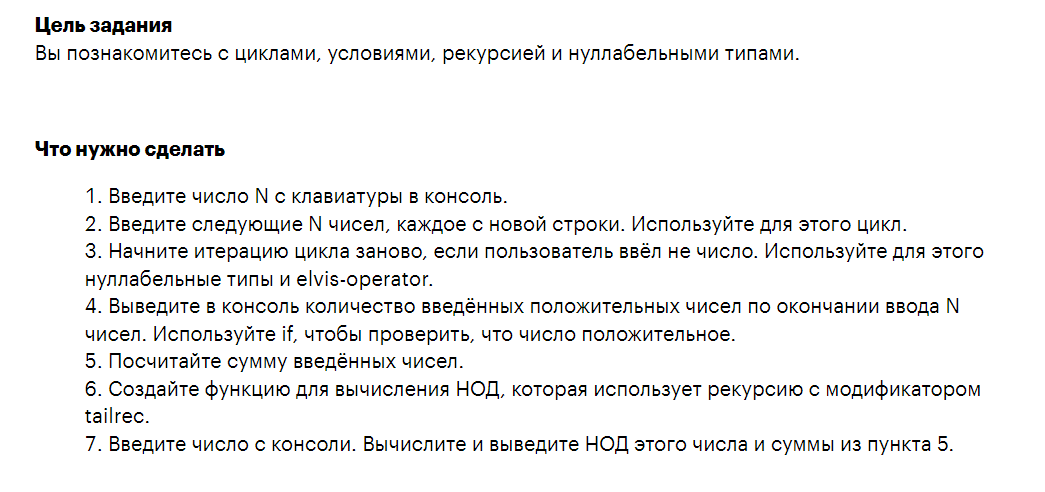 Цель задания
Вы познакомитесь с циклами, условиями, рекурсией и нуллабельными типами.
Что нужно сделать
1. Введите число N с клавиатуры в консоль.
2. Введите следующие N чисел, каждое с новой строки. Используйте для этого цикл.
3. Начните итерацию цикла заново, если пользователь ввёл не число. Используйте для этого
нуллабельные типы и elvis-operator.
4. Выведите в консоль количество введённых положительных чисел по окончании ввода N
чисел. Используйте if, чтобы проверить, что число положительное.
5. Посчитайте сумму введённых чисел.
6. Создайте функцию для вычисления НОД, которая использует рекурсию с модификатором
tailrec.
7. Введите число с консоли. Вычислите и выведите НОД этого числа и суммы из пункта 5.